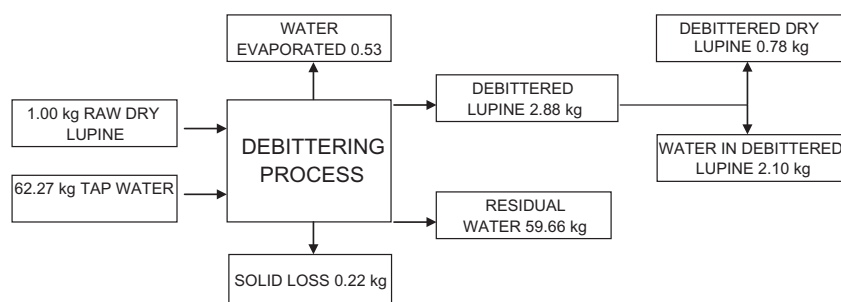 WATER
EVAPORATED 0.53
DEBITTERED DRY
LUPINE 0.78 kg
1.00 kg RAW DRY
LUPINE
DEBITTERED
LUPINE 2.88 kg
DEBITTERING
PROCESS
WATER IN DEBITTERED
LUPINE 2.10 kg
62.27 kg TAP WATER
RESIDUAL
WATER 59.66 kg
SOLID LOSS 0.22 kg